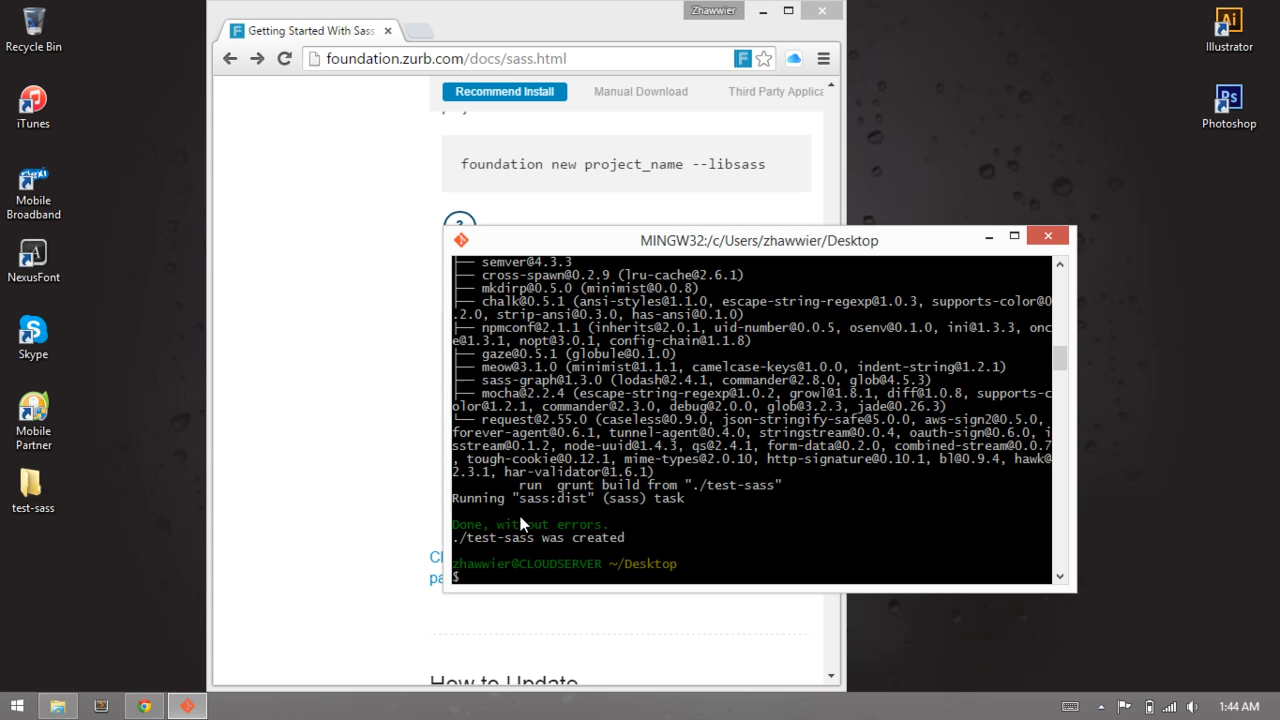 Recycle Bin
iTunes
Mobile
Broadband
NexusFont
Skype
Mobile
Partner
test-sass
Ai
Illustrator
Ps
Photoshop
Zhawwier
Getting Started With Sass
foundation.zurb.com/docs/sass.html
Recommend Install
Manual Download
Third Party Applica
foundation new project_name --libsass
MINGW32:/c/Users/zhawwier/Desktop
├── semver@4.3.3
├── cross-spawn@0.2.9 (lru-cache@2.6.1)
├── mkdirp@0.5.0 (minimist@0.0.8)
├── chalk@0.5.1 (ansi-styles@1.1.0, escape-string-regexp@1.0.3, supports-color@0
.2.0, strip-ansi@0.3.0, has-ansi@0.1.0)
├── npmconf@2.1.1 (inherits@2.0.1, uid-number@0.0.5, osenv@0.1.0, ini@1.3.3, onc
e@1.3.1, nopt@3.0.1, config-chain@1.1.8)
├── gaze@0.5.1 (globule@0.1.0)
├── meow@3.1.0 (minimist@1.1.1, camelcase-keys@1.0.0, indent-string@1.2.1)
├── sass-graph@1.3.0 (lodash@2.4.1, commander@2.8.0, glob@4.5.3)
├── mocha@2.2.4 (escape-string-regexp@1.0.2, growl@1.8.1, diff@1.0.8, supports-c
olor@1.2.1, commander@2.3.0, debug@2.0.0, glob@3.2.3, jade@0.26.3)
└── request@2.55.0 (caseless@0.9.0, json-stringify-safe@5.0.0, aws-sign2@0.5.0,
forever-agent@0.6.1, tunnel-agent@0.4.0, stringstream@0.0.4, oauth-sign@0.6.0, i
sstream@0.1.2, node-uuid@1.4.3, qs@2.4.1, form-data@0.2.0, combined-stream@0.0.7
, tough-cookie@0.12.1, mime-types@2.0.10, http-signature@0.10.1, bl@0.9.4, hawk@
2.3.1, har-validator@1.6.1)
run  grunt build from "./test-sass"
Running "sass:dist" (sass) task
Done, without errors.
./test-sass was created
zhawwier@CLOUDSERVER ~/Desktop
$
How to Update
1:44 AM